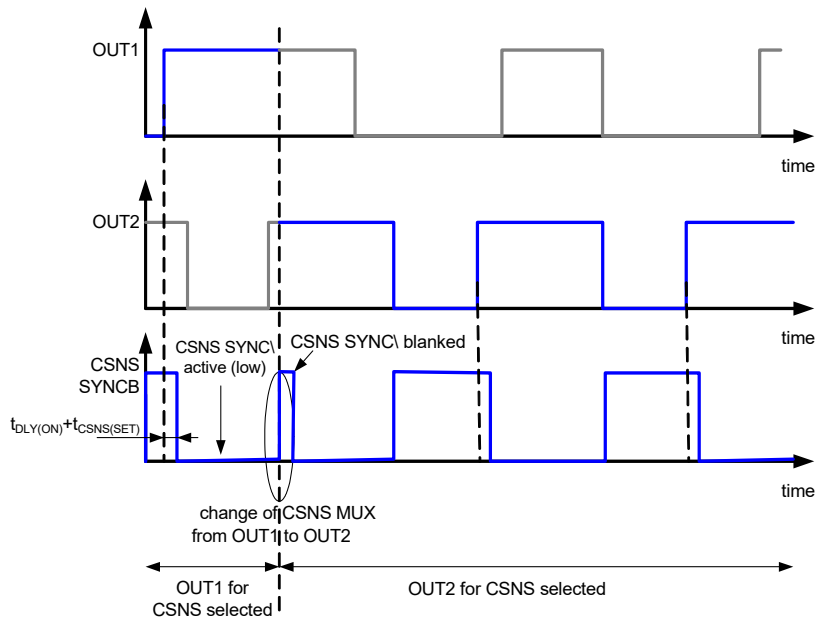 OUT1
time
OUT2
time
CSNS SYNC\ blanked
CSNS SYNC\
active (low)
CSNS
SYNCB
tDLY(ON)+tCSNS(SET)
time
change of CSNS MUX
from OUT1 to OUT2
OUT1 for
CSNS selected
OUT2 for CSNS selected